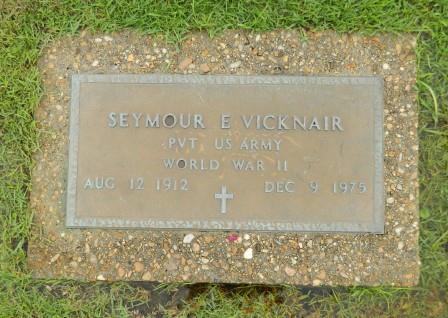 SEYMOUR E VICKNAIR
PVT US ARMY
WORLD WAR II
AUG 12 1912 DEC 9 1975